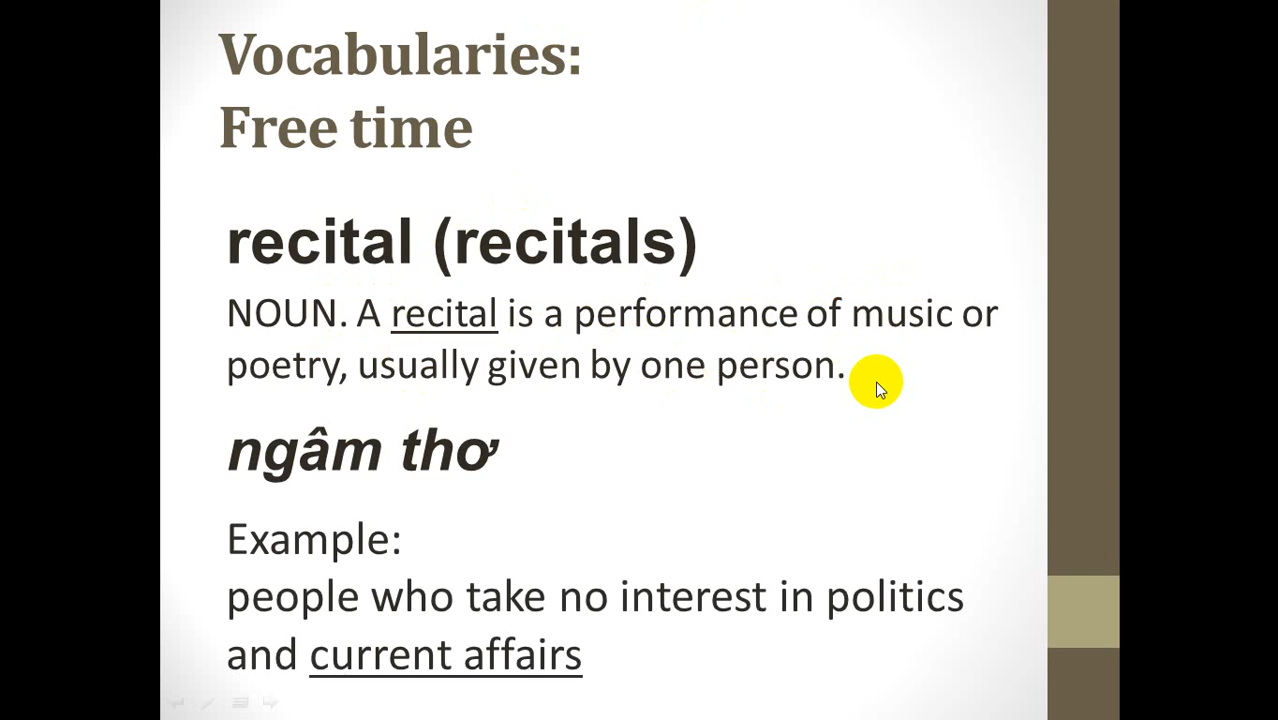 Vocabularies:
Free time
recital (recitals)
NOUN. A recital is a performance of music or
poetry, usually given by one person.
ngâm thơ
Example:
people who take no interest in politics
and current affairs